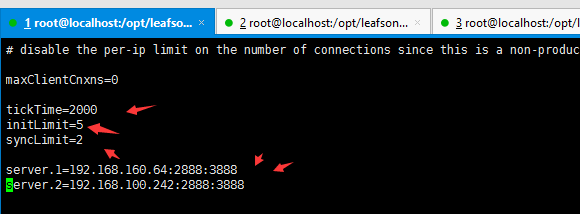 1 root@localhost:/opt/leafson...
2 root@localhost:/opt/leafson...
3 root@localhost:/op
# disable the per-ip limit on the number of connections since this is a non-produc
maxClientCnxns=0
tickTime=2000
initLimit=5
syncLimit=2
server.1=192.168.160.64:2888:3888
server.2=192.168.100.242:2888:3888